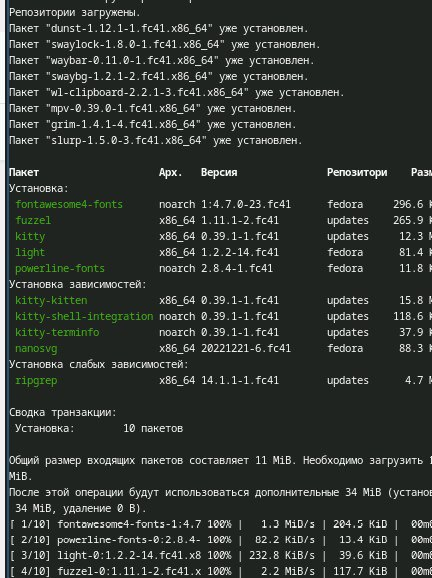 Репозитории загружены.
Пакет "dunst-1.12.1-1.fc41.x86_64" уже установлен.
Пакет "swaylock-1.8.0-1.fc41.x86_64" уже установлен.
Пакет "waybar-0.11.0-1.fc41.x86_64" уже установлен.
Пакет "swaybg-1.2.1-2.fc41.x86_64" уже установлен.
Пакет "wl-clipboard-2.2.1-3.fc41.x86_64" уже установлен.
Пакет "mpv-0.39.0-1.fc41.x86_64" уже установлен.
Пакет "grim-1.4.1-4.fc41.x86_64" уже установлен.
Пакет "slurp-1.5.0-3.fc41.x86_64" уже установлен.
Пакет Арх. Версия Репозитори Разм
Установка:
fontawesome4-fonts noarch 1:4.7.0-23.fc41 fedora 296.6 K
fuzzel x86_64 1.11.1-2.fc41 updates 265.9 K
kitty x86_64 0.39.1-1.fc41 updates 12.3 M
light x86_64 1.2.2-14.fc41 fedora 81.4 K
powerline-fonts noarch 2.8.4-1.fc41 fedora 11.8 K
Установка зависимостей:
kitty-kitten x86_64 0.39.1-1.fc41 updates 15.8 M
kitty-shell-integration noarch 0.39.1-1.fc41 updates 118.6 K
kitty-terminfo noarch 0.39.1-1.fc41 updates 37.9 K
nanosvg x86_64 20221221-6.fc41 fedora 88.3 K
Установка слабых зависимостей:
ripgrep x86_64 14.1.1-1.fc41 updates 4.7 M
Сводка транзакции:
Установка: 10 пакетов
Общий размер входящих пакетов составляет 11 MiB. Необходимо загрузить 1
MiB.
После этой операции будут использоваться дополнительные 34 MiB (установ
34 MiB, удаление 0 B).
[ 1/10] fontawesome4-fonts-1:4.7 100% | 1.3 MiB/s | 204.5 KiB | 00m0
[ 2/10] powerline-fonts-0:2.8.4- 100% | 82.2 KiB/s | 13.4 KiB | 00m0
[ 3/10] light-0:1.2.2-14.fc41.x8 100% | 232.8 KiB/s | 39.6 KiB | 00m0
[ 4/10] fuzzel-0:1.11.1-2.fc41.x 100% | 2.2 MiB/s | 117.7 KiB | 00m0